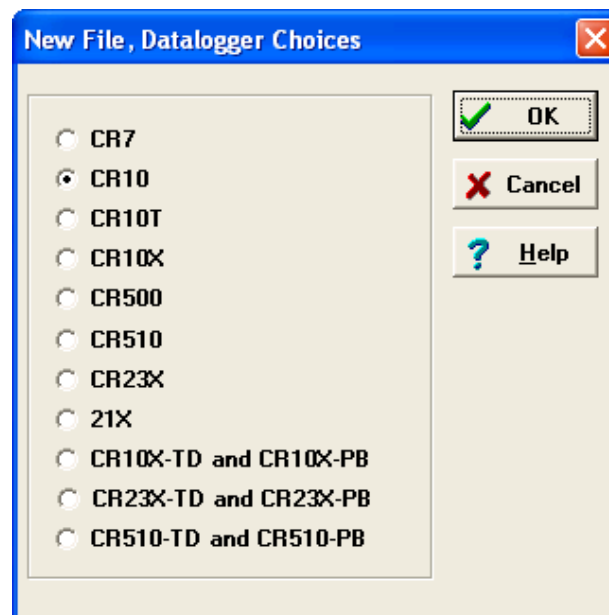 New File, Datalogger Choices
CR7
CR10
CR10T
CR10X
CR500
CR510
CR23X
21X
CR10X-TD and CR10X-PB
CR23X-TD and CR23X-PB
CR510-TD and CR510-PB
OK
Cancel
? Help